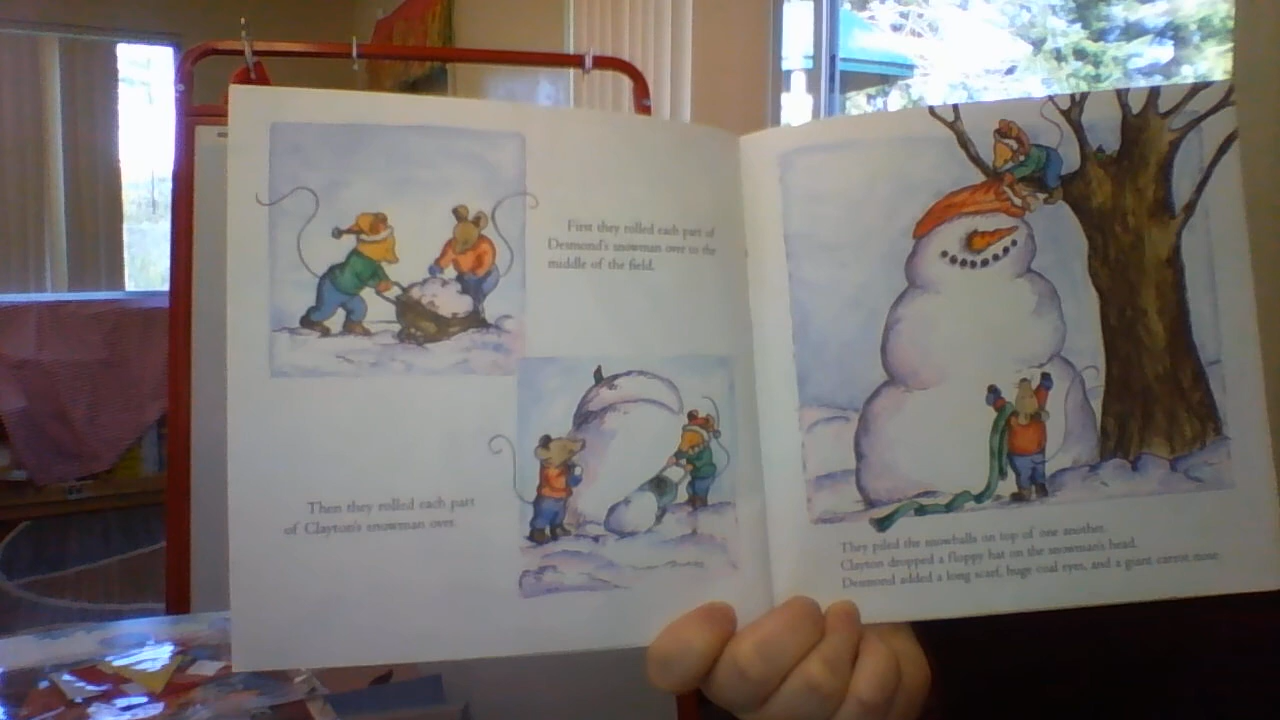 First they rolled each part of
Desmond's snowman over to the
middle of the field.
Then they rolled each part
of Clayton's snowman over.
They piled the snowballs on top of one another.
Clayton dropped a floppy hat on the snowman's head.
Desmond added a long scarf, huge coal eyes, and a giant carrot nose.